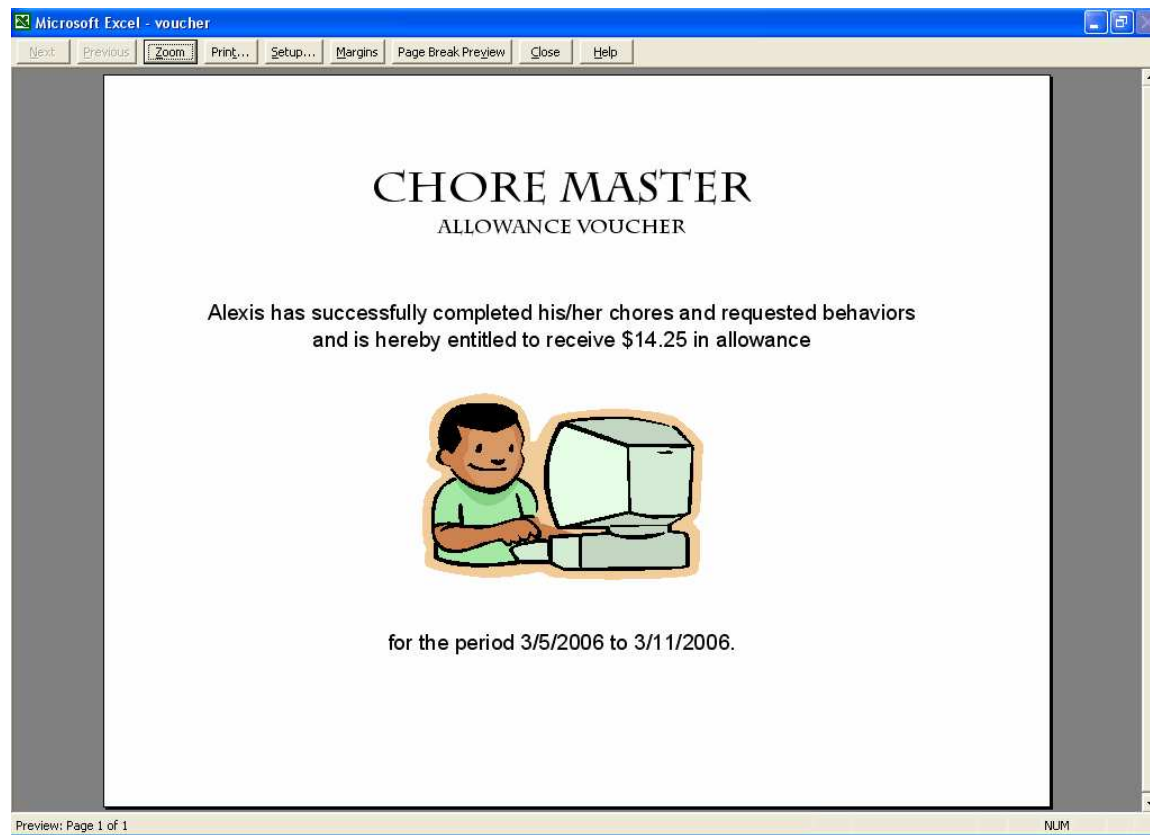 Microsoft Excel - voucher
Next Previous Zoom Print... Setup... Margins Page Break Preview Close Help
CHORE MASTER
ALLOWANCE VOUCHER
Alexis has successfully completed his/her chores and requested behaviors
and is hereby entitled to receive $14.25 in allowance
for the period 3/5/2006 to 3/11/2006.
Preview: Page 1 of 1 NUM